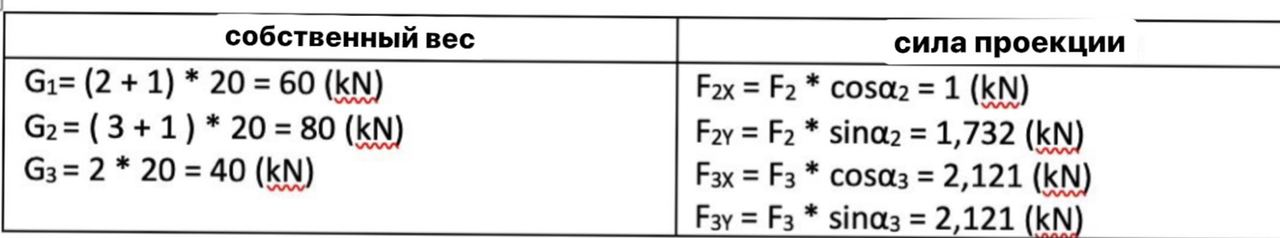 собственный вес
сила проекции
G1= (2 + 1) * 20 = 60 (kN)
G2 = ( 3 + 1 ) * 20 = 80 (kN)
G3 = 2 * 20 = 40 (kN)
F2X = F2 * cosα2 = 1 (kN)
F2Y = F2 * sinα2 = 1,732 (kN)
F3X = F3 * cosα3 = 2,121 (kN)
F3Y = F3 * sinα3 = 2,121 (kN)